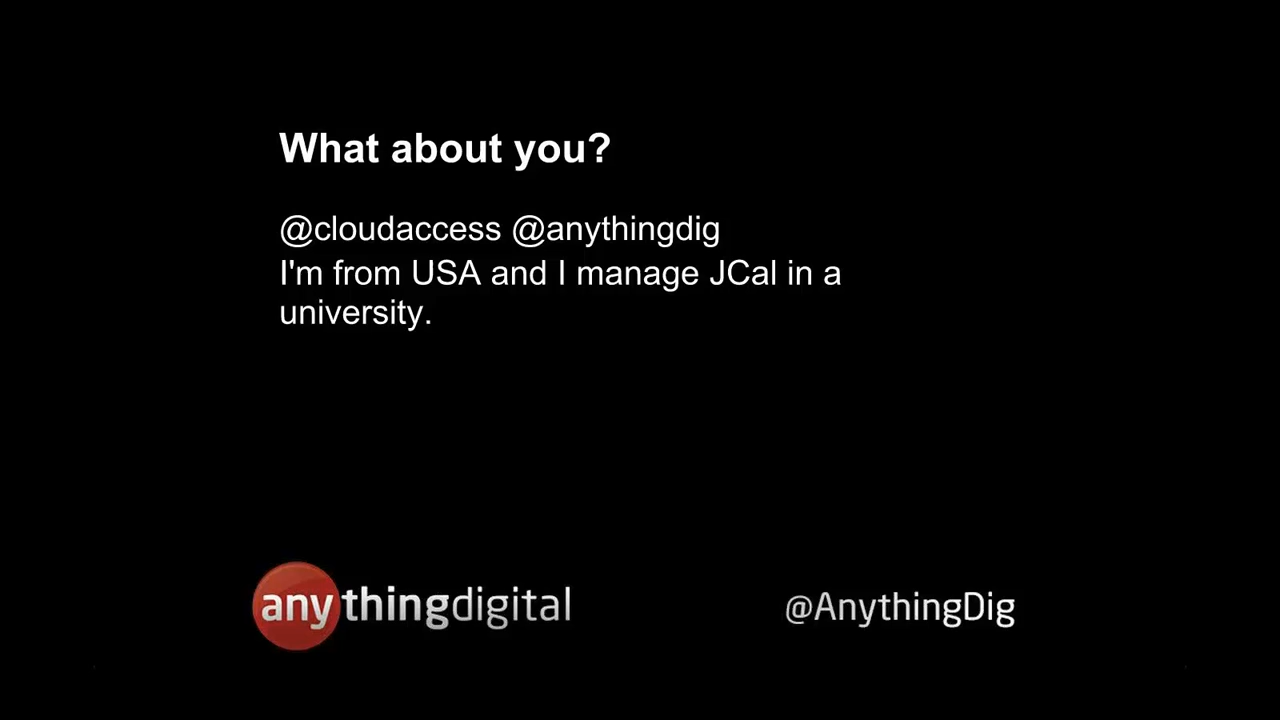 What about you?
@cloudaccess @anythingdig
I'm from USA and I manage JCal in a
university.
anythingdigital
@AnythingDig